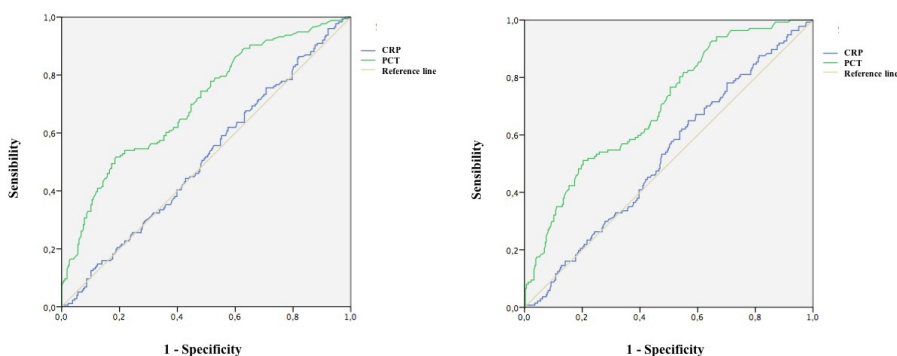 1,0
0,8
0,6
0,4
0,2
0,0
0,0
0,2
0,4
0,6
0,8
1,0
Sensibility
1 - Specificity
CRP
PCT
Reference line
1,0
0,8
0,6
0,4
0,2
0,0
0,0
0,2
0,4
0,6
0,8
1,0
Sensibility
1 - Specificity
CRP
PCT
Reference line